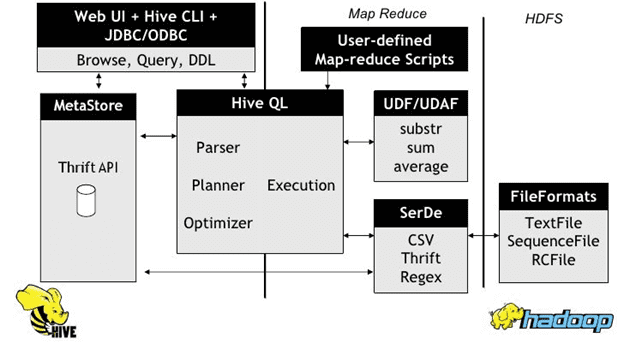 Web UI + Hive CLI +
JDBC/ODBC
Browse, Query, DDL
Map Reduce
HDFS
User-defined
Map-reduce Scripts
MetaStore
Thrift API
Hive QL
Parser
Planner
Optimizer
Execution
UDF/UDAF
substr
sum
average
SerDe
CSV
Thrift
Regex
FileFormats
TextFile
SequenceFile
RCFile
HIVE
hadoop